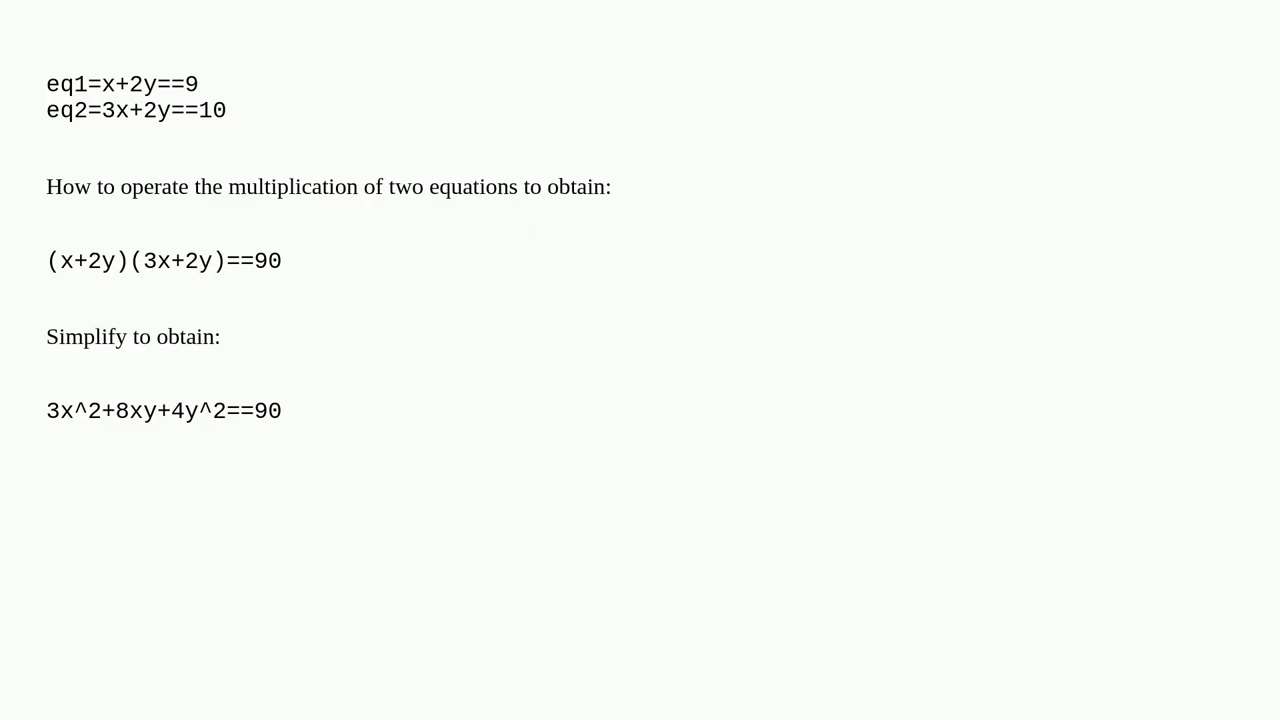 eq1=x+2y==9
eq2=3x+2y==10
How to operate the multiplication of two equations to obtain:
(x+2y)(3x+2y)==90
Simplify to obtain:
3x^2+8xy+4y^2==90